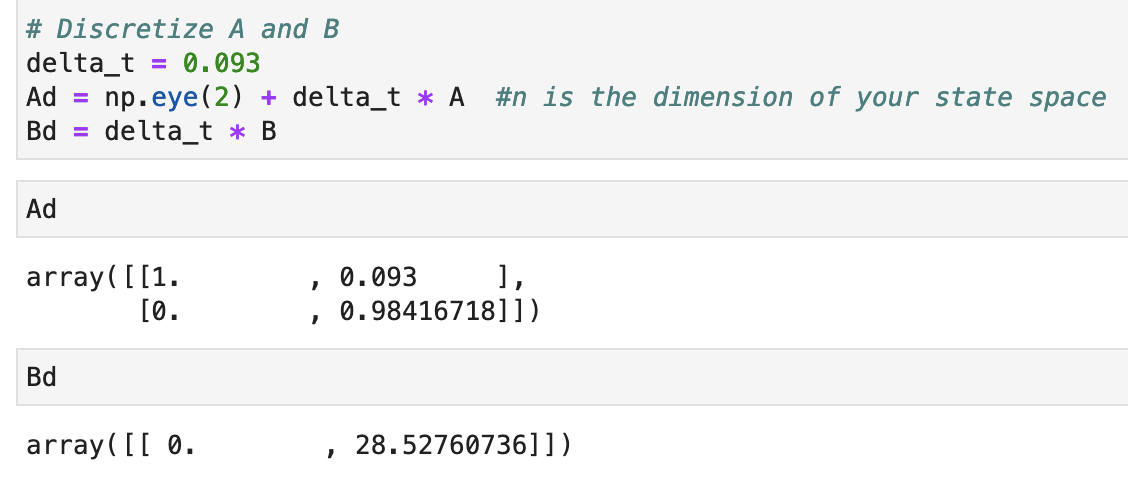 # Discretize A and B
delta_t = 0.093
Ad = np.eye(2) + delta_t * A  #n is the dimension of your state space
Bd = delta_t * B
Ad
array([[1.        , 0.093     ],
       [0.        , 0.98416718]])
Bd
array([[ 0.        , 28.52760736]])